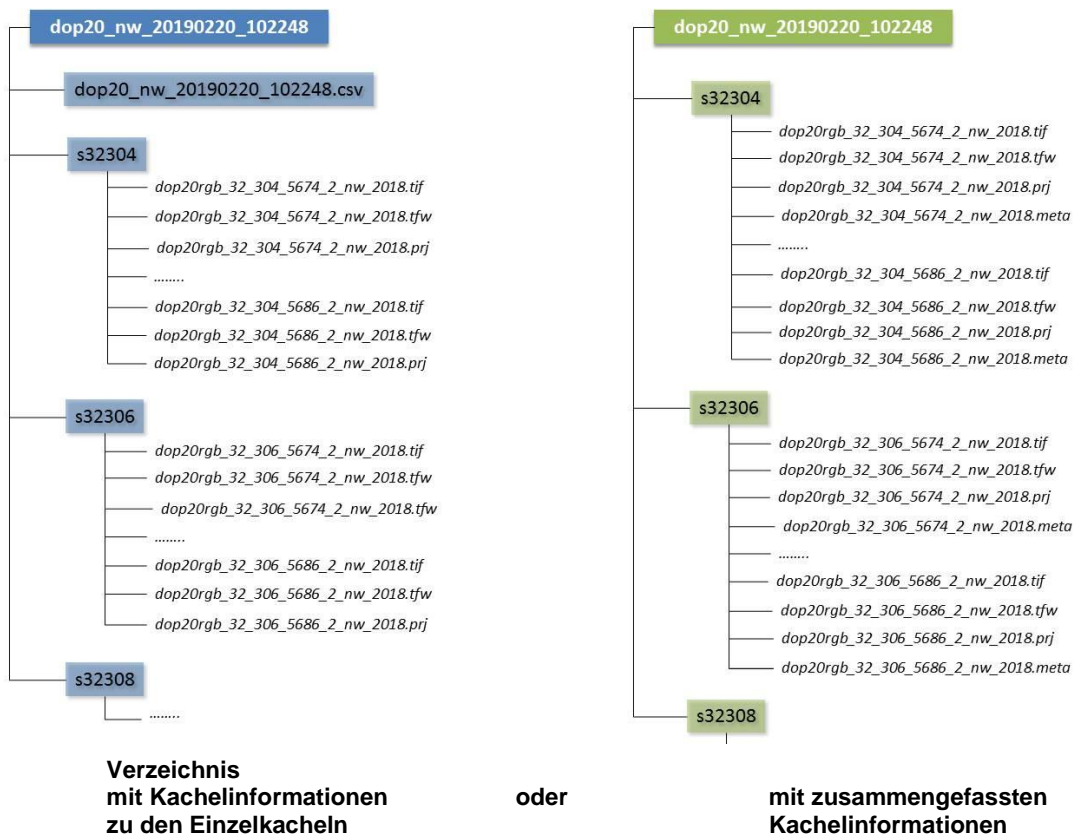 dop20_nw_20190220_102248
dop20_nw_20190220_102248.csv
s32304
dop20rgb_32_304_5674_2_nw_2018.tif
dop20rgb_32_304_5674_2_nw_2018.tfw
dop20rgb_32_304_5674_2_nw_2018.prj
........
dop20rgb_32_304_5686_2_nw_2018.tif
dop20rgb_32_304_5686_2_nw_2018.tfw
dop20rgb_32_304_5686_2_nw_2018.prj
s32306
dop20rgb_32_306_5674_2_nw_2018.tif
dop20rgb_32_306_5674_2_nw_2018.tfw
dop20rgb_32_306_5674_2_nw_2018.tfw
........
dop20rgb_32_306_5686_2_nw_2018.tif
dop20rgb_32_306_5686_2_nw_2018.tfw
dop20rgb_32_306_5686_2_nw_2018.prj
s32308
........
dop20_nw_20190220_102248
s32304
dop20rgb_32_304_5674_2_nw_2018.tif
dop20rgb_32_304_5674_2_nw_2018.tfw
dop20rgb_32_304_5674_2_nw_2018.prj
dop20rgb_32_304_5674_2_nw_2018.meta
........
dop20rgb_32_304_5686_2_nw_2018.tif
dop20rgb_32_304_5686_2_nw_2018.tfw
dop20rgb_32_304_5686_2_nw_2018.prj
dop20rgb_32_304_5686_2_nw_2018.meta
s32306
dop20rgb_32_306_5674_2_nw_2018.tif
dop20rgb_32_306_5674_2_nw_2018.tfw
dop20rgb_32_306_5674_2_nw_2018.prj
dop20rgb_32_306_5674_2_nw_2018.meta
........
dop20rgb_32_306_5686_2_nw_2018.tif
dop20rgb_32_306_5686_2_nw_2018.tfw
dop20rgb_32_306_5686_2_nw_2018.prj
dop20rgb_32_306_5686_2_nw_2018.meta
s32308
Verzeichnis
mit Kachelinformationen oder mit zusammengefassten
zu den Einzelkacheln Kachelinformationen